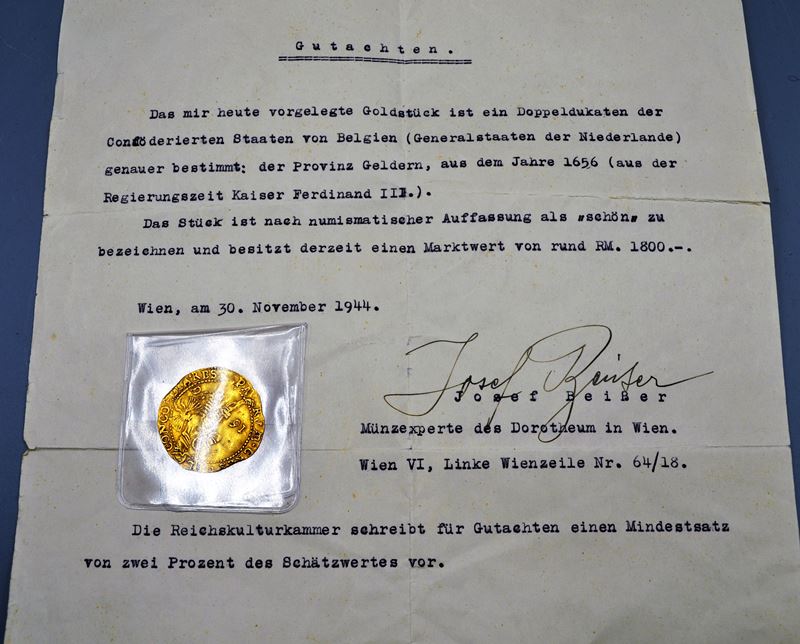 Gutachten.
Das mir heute vorgelegte Goldstück ist ein Doppeldukaten der
Conföderierten Staaten von Belgien (Generalstaaten der Niederlande)
genauer bestimmt: der Provinz Geldern, aus dem Jahre 1656 (aus der
Regierungszeit Kaiser Ferdinand III.).
Das Stück ist nach numismatischer Auffassung als "schön" zu
bezeichnen und besitzt derzeit einen Marktwert von rund RM. 1800.-.
Wien, am 30. November 1944.
Josef Beißer
Josef Beißer
Münzexperte des Dorotheum in Wien.
Wien VI, Linke Wienzeile Nr. 64/18.
CONCO RES PAR
Die Reichskulturkammer schreibt für Gutachten einen Mindestsatz
von zwei Prozent des Schätzwertes vor.